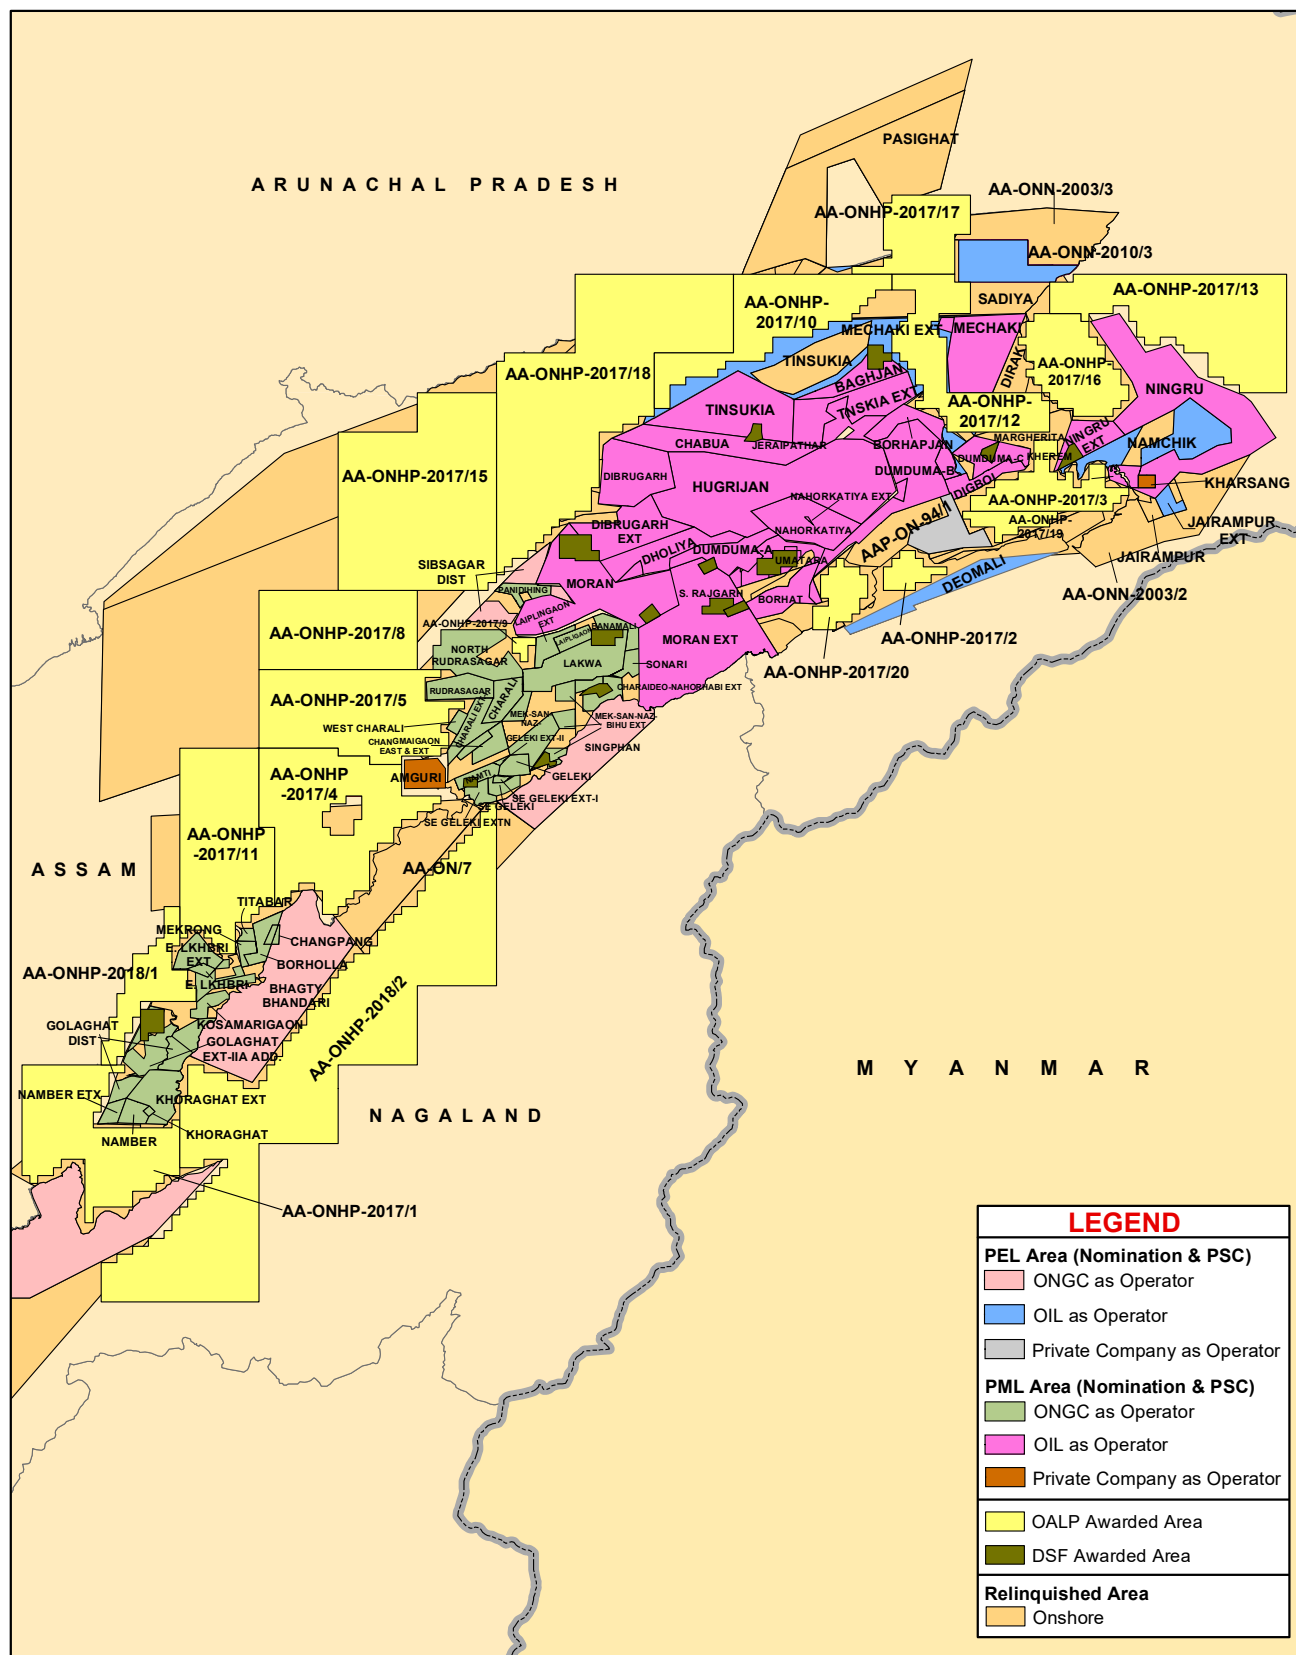 PASIGHAT
ARUNACHAL PRADESH
AA-ONN-2003/3
AA-ONHP-2017/17
AA-ONN-2010/3
AA-ONHP-2017/13
SADIYA
AA-ONHP-
2017/10
MECHAKI EXT
MECHAKI
DIRAK
TINSUKIA
AA-ONHP-
2017/16
AA-ONHP-2017/18
BAGHJAN
NINGRU
TNSKIA EXT
TINSUKIA
AA-ONHP-
2017/12
CHABUA
JERAIPATHAR
BORHAPJAN
MARGHERITA
NINGRU
EXT
NAMCHIK
KHEREM
DUMDUMA-C
DUMDUMA-B
AA-ONHP-2017/15
DIBRUGARH
HUGRIJAN
DIGBOI
KHARSANG
NAHORKATIYA EXT
AA-ONHP-2017/3
NAHORKATIYA
AA-ONHP-
2017/19
JAIRAMPUR
EXT
DIBRUGARH
EXT
AAP-ON-94/1
DHOLIYA
DUMDUMA-A
UMATARA
JAIRAMPUR
SIBSAGAR
DIST
MORAN
DEOMALI
PANIDIHING
S. RAJGARH
BORHAT
AA-ONN-2003/2
LAIPLINGAON
EXT
AA-ONHP-2017/9
BANAMALI
LAIPLIGAON
AA-ONHP-2017/8
MORAN EXT
AA-ONHP-2017/2
NORTH
RUDRASAGAR
LAKWA
SONARI
AA-ONHP-2017/20
CHARAIDEO-NAHORHABI EXT
RUDRASAGAR
CHARALI
AA-ONHP-2017/5
CHARALI EXT
MEK-SAN-
NAZ-
MEK-SAN-NAZ-
BIHU EXT
WEST CHARALI
CHANGMAIGAON
EAST & EXT
GELEKI EXT-II
SINGPHAN
AA-ONHP
-2017/4
AMGURI
NAMTI
GELEKI
SE GELEKI EXT-I
SE GELEKI
SE GELEKI EXTN
AA-ONHP
-2017/11
ASSAM
AA-ON/7
TITABAR
MEKRONG
CHANGPANG
E. LKHBRI
EXT
BORHOLLA
AA-ONHP-2018/1
E. LKHBRI
BHAGTY
BHANDARI
AA-ONHP-2018/2
GOLAGHAT
DIST
KOSAMARIGAON
GOLAGHAT
EXT-IIA ADD.
MYANMAR
NAMBER ETX
KHORAGHAT EXT
NAGALAND
NAMBER
KHORAGHAT
AA-ONHP-2017/1
LEGEND
PEL Area (Nomination & PSC)
ONGC as Operator
OIL as Operator
Private Company as Operator
PML Area (Nomination & PSC)
ONGC as Operator
OIL as Operator
Private Company as Operator
OALP Awarded Area
DSF Awarded Area
Relinquished Area
Onshore